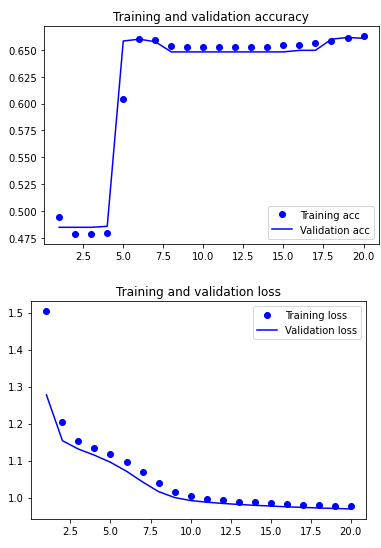 Training and validation accuracy
0.650
0.625
0.600
0.575
0.550
0.525
0.500
0.475
Training acc
Validation acc
2.5 5.0 7.5 10.0 12.5 15.0 17.5 20.0
Training and validation loss
1.5
1.4
1.3
1.2
1.1
1.0
Training loss
Validation loss
2.5 5.0 7.5 10.0 12.5 15.0 17.5 20.0